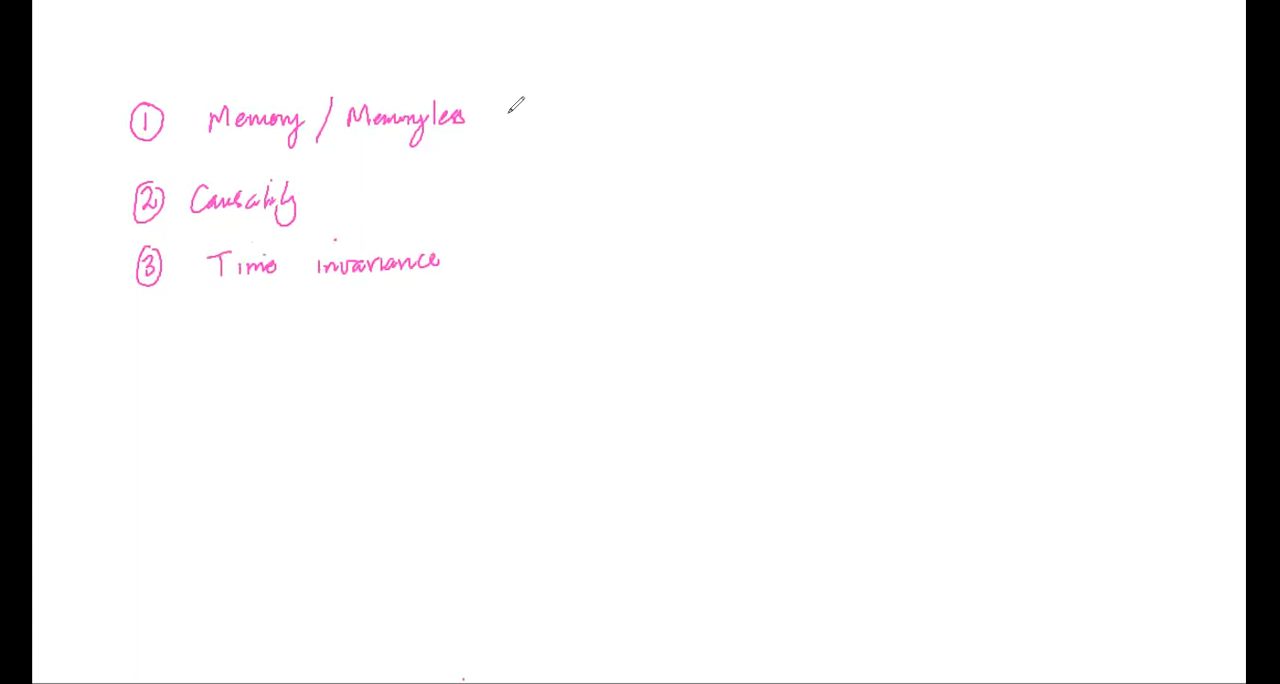 ① Memory / Memoryless
② Causality
③ Time invariance